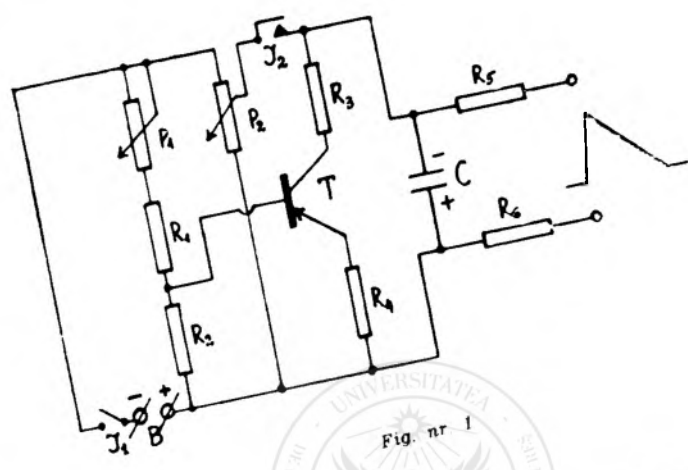 J₂
R₃
R₅
P₁
P₂
-
C
+
T
R₁
R₆
R₂
R₄
- +
J₁ B
UNIVERSITATEA
Fig. nr 1